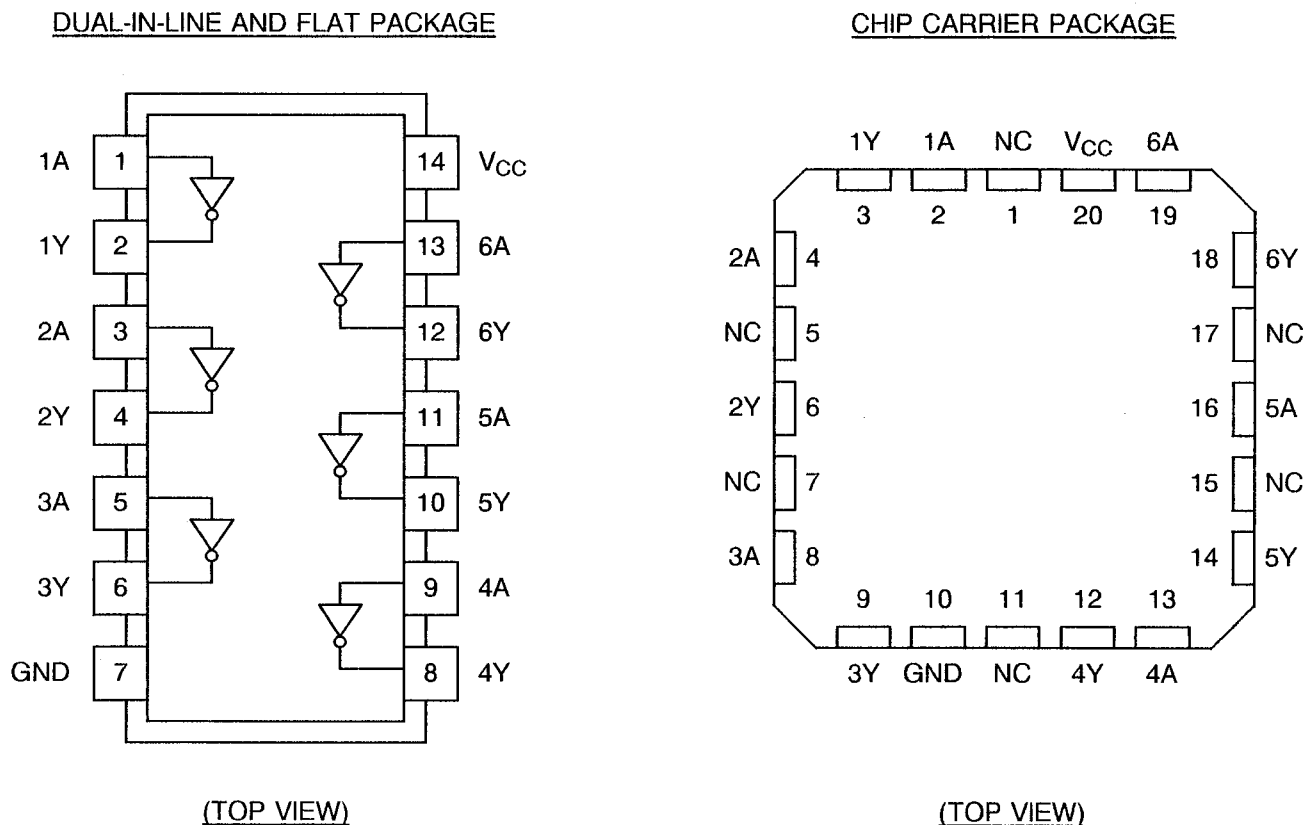 DUAL-IN-LINE AND FLAT PACKAGE
1A 1 14 VCC
1Y 2 13 6A
2A 3 12 6Y
2Y 4 11 5A
3A 5 10 5Y
3Y 6 9 4A
GND 7 8 4Y
(TOP VIEW)
CHIP CARRIER PACKAGE
1Y 1A NC VCC 6A
3 2 1 20 19
2A 4 18 6Y
NC 5 17 NC
2Y 6 16 5A
NC 7 15 NC
3A 8 14 5Y
9 10 11 12 13
3Y GND NC 4Y 4A
(TOP VIEW)